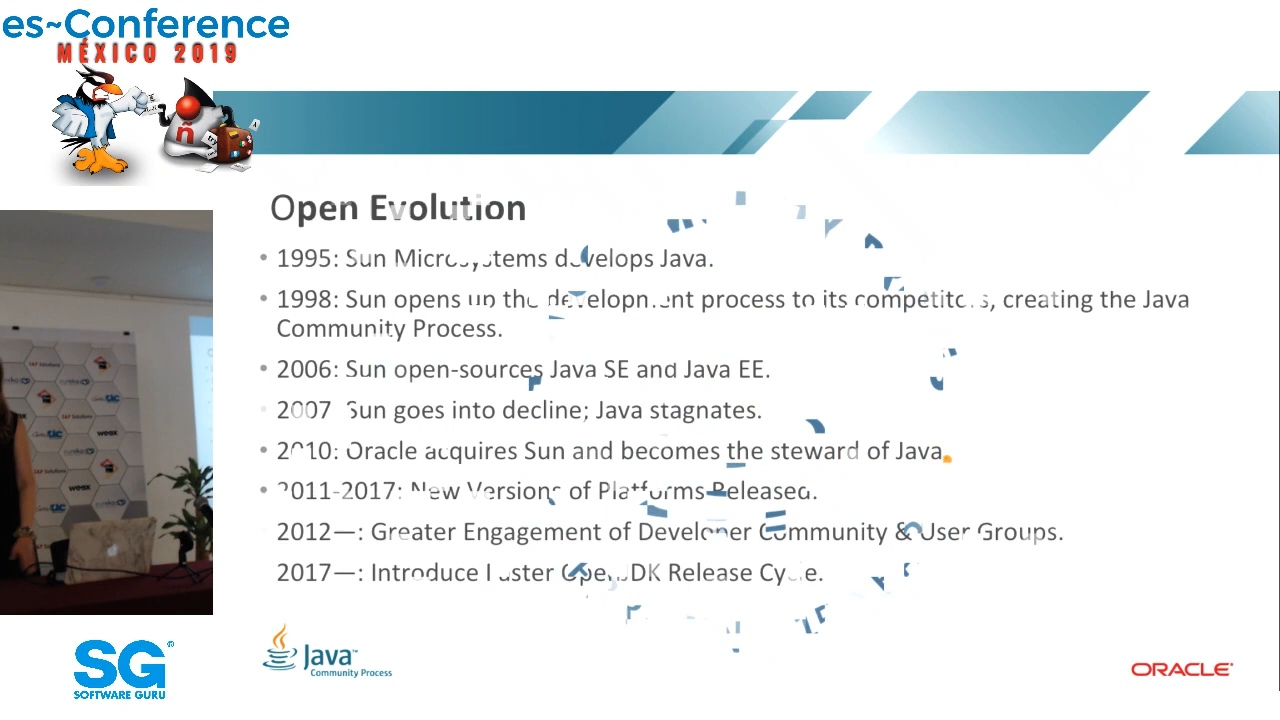 es~Conference
MÉXICO 2019
ñ
Open Evolution
• 1995: Sun Microsystems develops Java.
• 1998: Sun opens up the development process to its competitors, creating the Java
Community Process.
• 2006: Sun open-sources Java SE and Java EE.
• 2007 Sun goes into decline; Java stagnates.
• 2010: Oracle acquires Sun and becomes the steward of Java.
• 2011-2017: New Versions of Platforms Released.
2012—: Greater Engagement of Developer Community & User Groups.
2017—: Introduce Faster OpenJDK Release Cycle.
wesx
wesx
SG®
SOFTWARE GURU
Java™
Community Process
ORACLE®